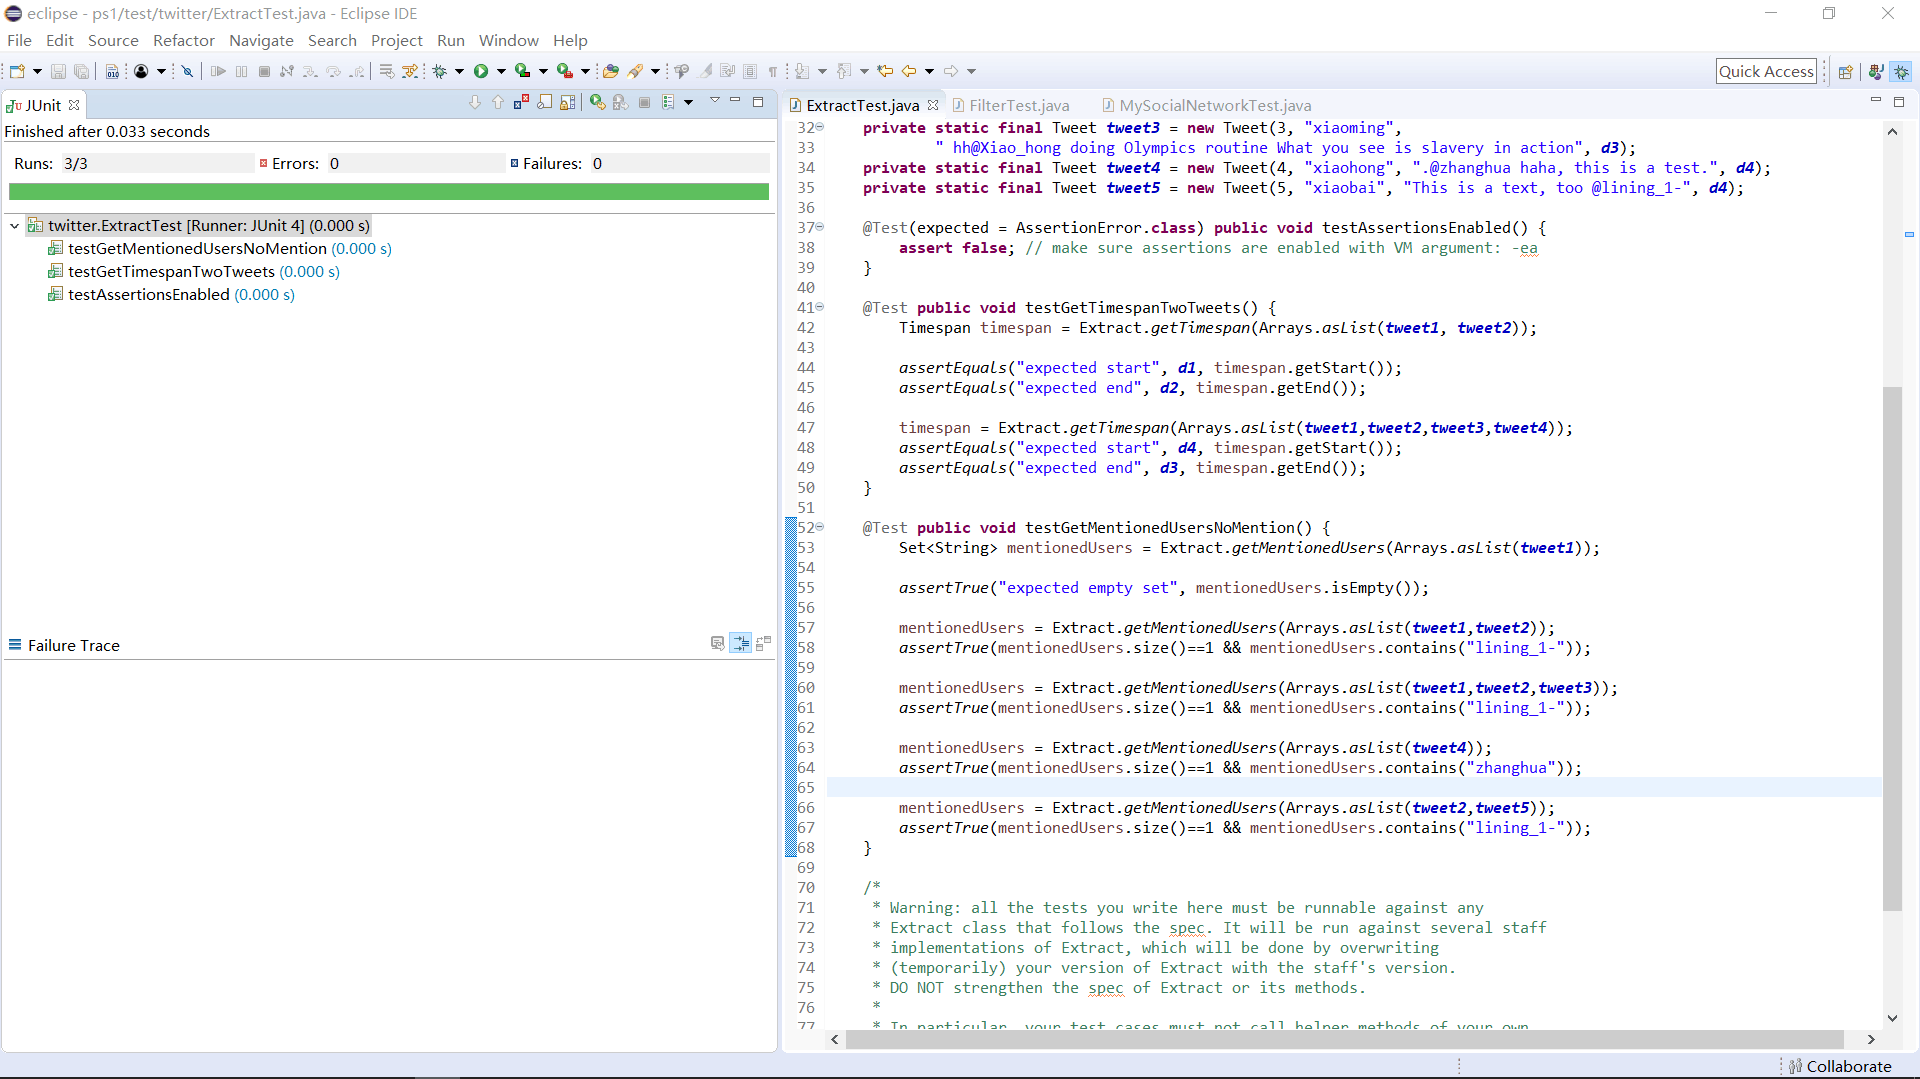 eclipse - ps1/test/twitter/ExtractTest.java - Eclipse IDE
File Edit Source Refactor Navigate Search Project Run Window Help
Quick Access
JUnit
Finished after 0.033 seconds
Runs: 3/3 Errors: 0 Failures: 0
twitter.ExtractTest [Runner: JUnit 4] (0.000 s)
testGetMentionedUsersNoMention (0.000 s)
testGetTimespanTwoTweets (0.000 s)
testAssertionsEnabled (0.000 s)
Failure Trace
ExtractTest.java FilterTest.java MySocialNetworkTest.java
32 private static final Tweet tweet3 = new Tweet(3, "xiaoming",
33 " hh@Xiao_hong doing Olympics routine What you see is slavery in action", d3);
34 private static final Tweet tweet4 = new Tweet(4, "xiaohong", ".@zhanghua haha, this is a test.", d4);
35 private static final Tweet tweet5 = new Tweet(5, "xiaobai", "This is a text, too @lining_1-", d4);
36
37 @Test(expected = AssertionError.class) public void testAssertionsEnabled() {
38 assert false; // make sure assertions are enabled with VM argument: -ea
39 }
40
41 @Test public void testGetTimespanTwoTweets() {
42 Timespan timespan = Extract.getTimespan(Arrays.asList(tweet1, tweet2));
43
44 assertEquals("expected start", d1, timespan.getStart());
45 assertEquals("expected end", d2, timespan.getEnd());
46
47 timespan = Extract.getTimespan(Arrays.asList(tweet1,tweet2,tweet3,tweet4));
48 assertEquals("expected start", d4, timespan.getStart());
49 assertEquals("expected end", d3, timespan.getEnd());
50 }
51
52 @Test public void testGetMentionedUsersNoMention() {
53 Set<String> mentionedUsers = Extract.getMentionedUsers(Arrays.asList(tweet1));
54
55 assertTrue("expected empty set", mentionedUsers.isEmpty());
56
57 mentionedUsers = Extract.getMentionedUsers(Arrays.asList(tweet1,tweet2));
58 assertTrue(mentionedUsers.size()==1 && mentionedUsers.contains("lining_1-"));
59
60 mentionedUsers = Extract.getMentionedUsers(Arrays.asList(tweet1,tweet2,tweet3));
61 assertTrue(mentionedUsers.size()==1 && mentionedUsers.contains("lining_1-"));
62
63 mentionedUsers = Extract.getMentionedUsers(Arrays.asList(tweet4));
64 assertTrue(mentionedUsers.size()==1 && mentionedUsers.contains("zhanghua"));
65
66 mentionedUsers = Extract.getMentionedUsers(Arrays.asList(tweet2,tweet5));
67 assertTrue(mentionedUsers.size()==1 && mentionedUsers.contains("lining_1-"));
68 }
69
70 /*
71 * Warning: all the tests you write here must be runnable against any
72 * Extract class that follows the spec. It will be run against several staff
73 * implementations of Extract, which will be done by overwriting
74 * (temporarily) your version of Extract with the staff's version.
75 * DO NOT strengthen the spec of Extract or its methods.
76 *
77 * In particular, your test cases must not call helper methods of your own
Collaborate